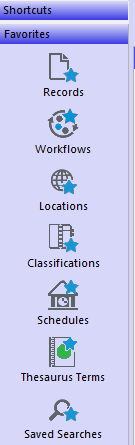 Shortcuts
Favorites
Records
Workflows
Locations
Classifications
Schedules
Thesaurus Terms
Saved Searches